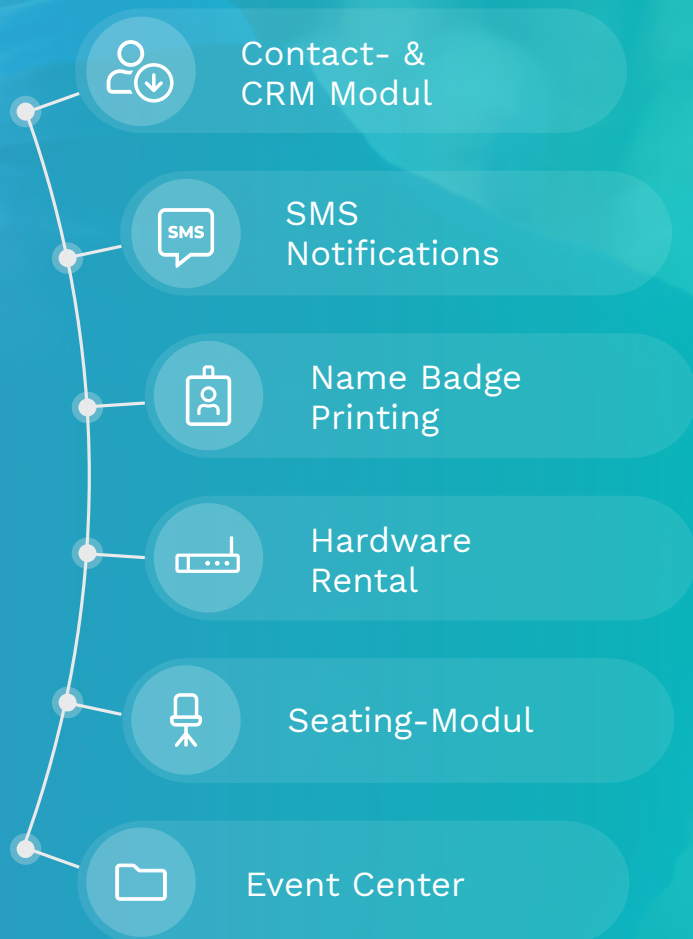 Contact- &
CRM Modul
SMS
SMS
Notifications
Name Badge
Printing
Hardware
Rental
Seating-Modul
Event Center